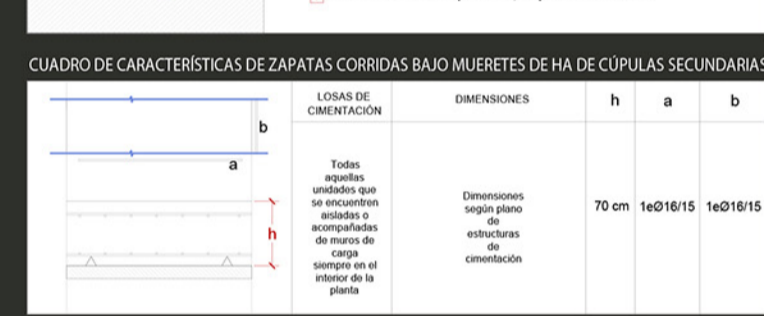 CUADRO DE CARACTERÍSTICAS DE ZAPATAS CORRIDAS BAJO MUERETES DE HA DE CÚPULAS SECUNDARIAS
LOSAS DE
CIMENTACIÓN
DIMENSIONES
h
a
b
b
a
h
Todas
aquellas
unidades que
se encuentren
aisladas o
acompañadas
de muros de
carga
siempre en el
interior de la
planta
Dimensiones
según plano
de
estructuras
de
cimentación
70 cm
1eØ16/15
1eØ16/15